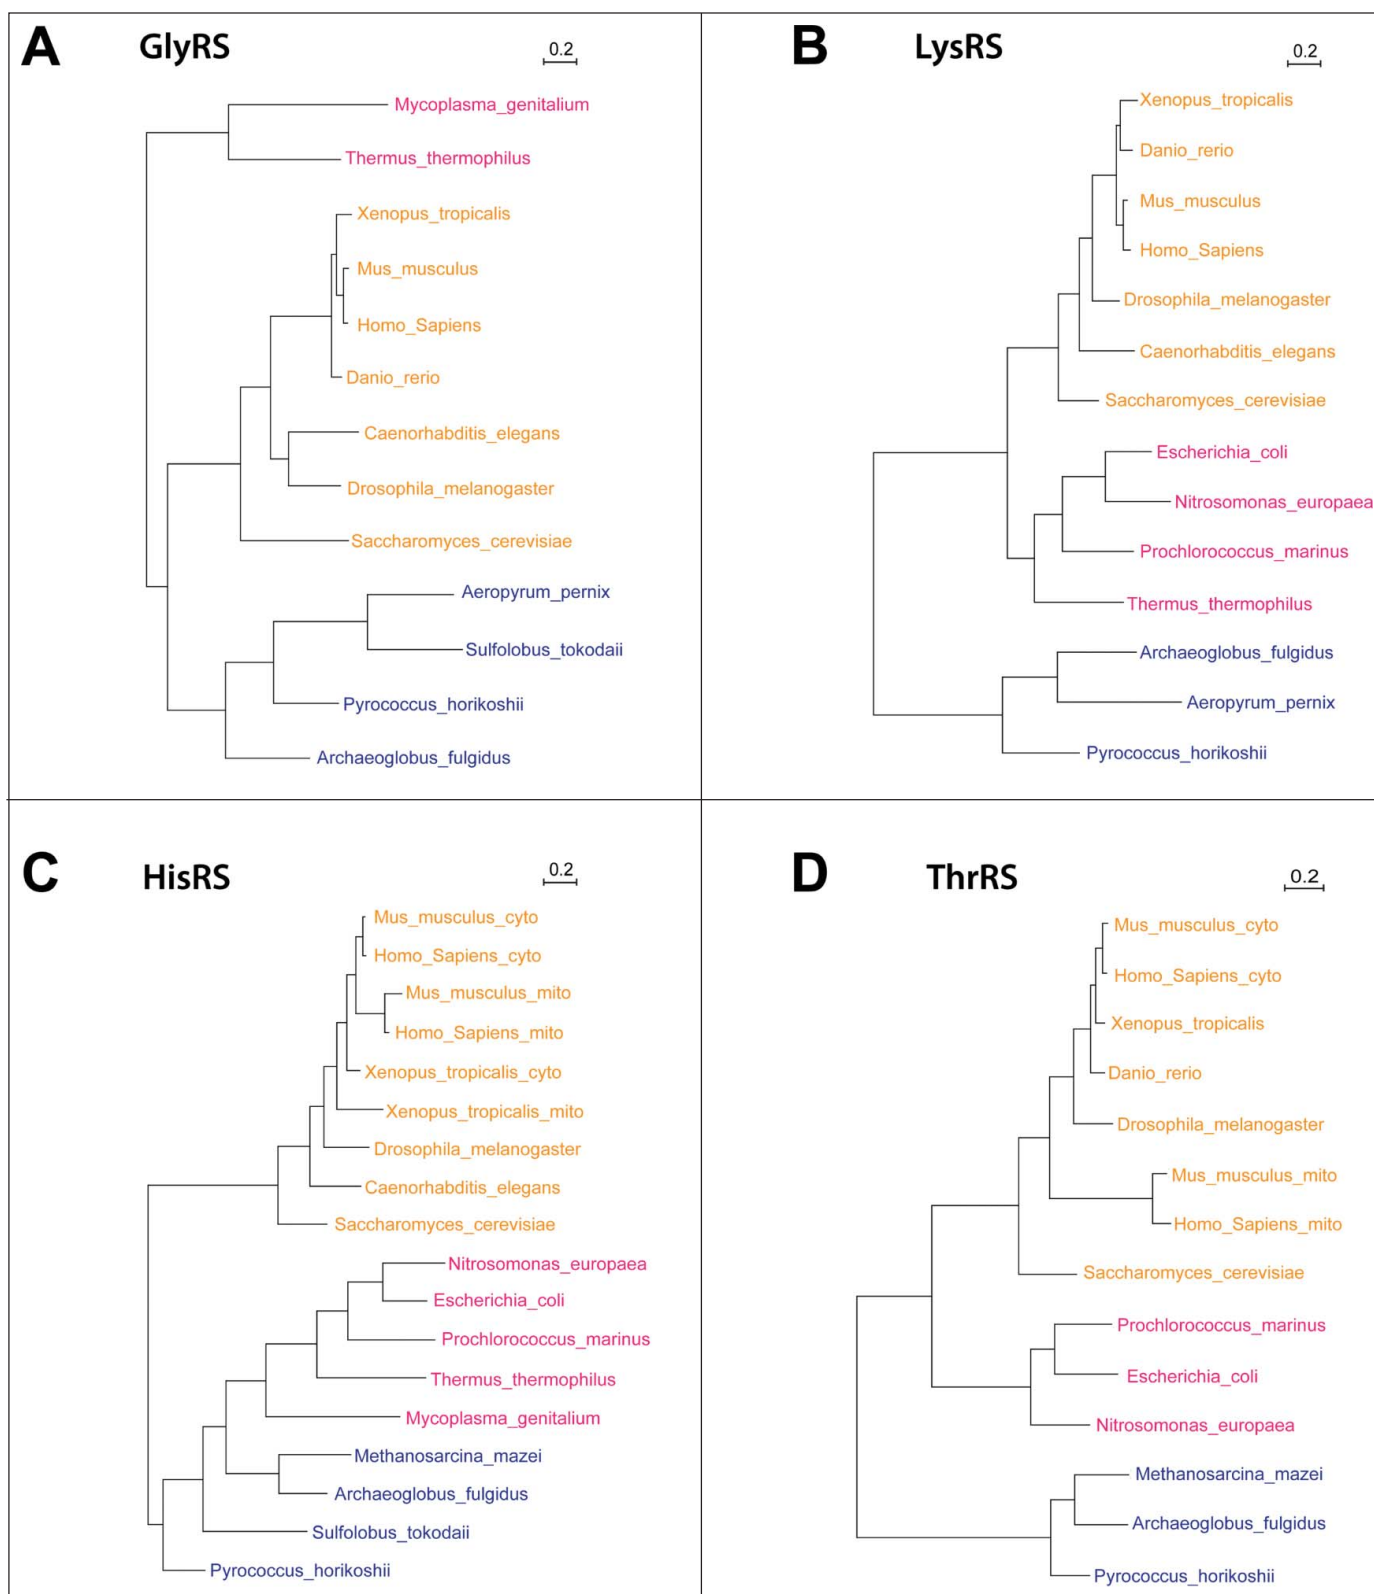 A
GlyRS
0.2
Mycoplasma_genitalium
Thermus_thermophilus
Xenopus_tropicalis
Mus_musculus
Homo_Sapiens
Danio_rerio
Caenorhabditis_elegans
Drosophila_melanogaster
Saccharomyces_cerevisiae
Aeropyrum_pernix
Sulfolobus_tokodaii
Pyrococcus_horikoshii
Archaeoglobus_fulgidus
B
LysRS
0.2
Xenopus_tropicalis
Danio_rerio
Mus_musculus
Homo_Sapiens
Drosophila_melanogaster
Caenorhabditis_elegans
Saccharomyces_cerevisiae
Escherichia_coli
Nitrosomonas_europaea
Prochlorococcus_marinus
Thermus_thermophilus
Archaeoglobus_fulgidus
Aeropyrum_pernix
Pyrococcus_horikoshii
C
HisRS
0.2
Mus_musculus_cyto
Homo_Sapiens_cyto
Mus_musculus_mito
Homo_Sapiens_mito
Xenopus_tropicalis_cyto
Xenopus_tropicalis_mito
Drosophila_melanogaster
Caenorhabditis_elegans
Saccharomyces_cerevisiae
Nitrosomonas_europaea
Escherichia_coli
Prochlorococcus_marinus
Thermus_thermophilus
Mycoplasma_genitalium
Methanosarcina_mazei
Archaeoglobus_fulgidus
Sulfolobus_tokodaii
Pyrococcus_horikoshii
D
ThrRS
0.2
Mus_musculus_cyto
Homo_Sapiens_cyto
Xenopus_tropicalis
Danio_rerio
Drosophila_melanogaster
Mus_musculus_mito
Homo_Sapiens_mito
Saccharomyces_cerevisiae
Prochlorococcus_marinus
Escherichia_coli
Nitrosomonas_europaea
Methanosarcina_mazei
Archaeoglobus_fulgidus
Pyrococcus_horikoshii